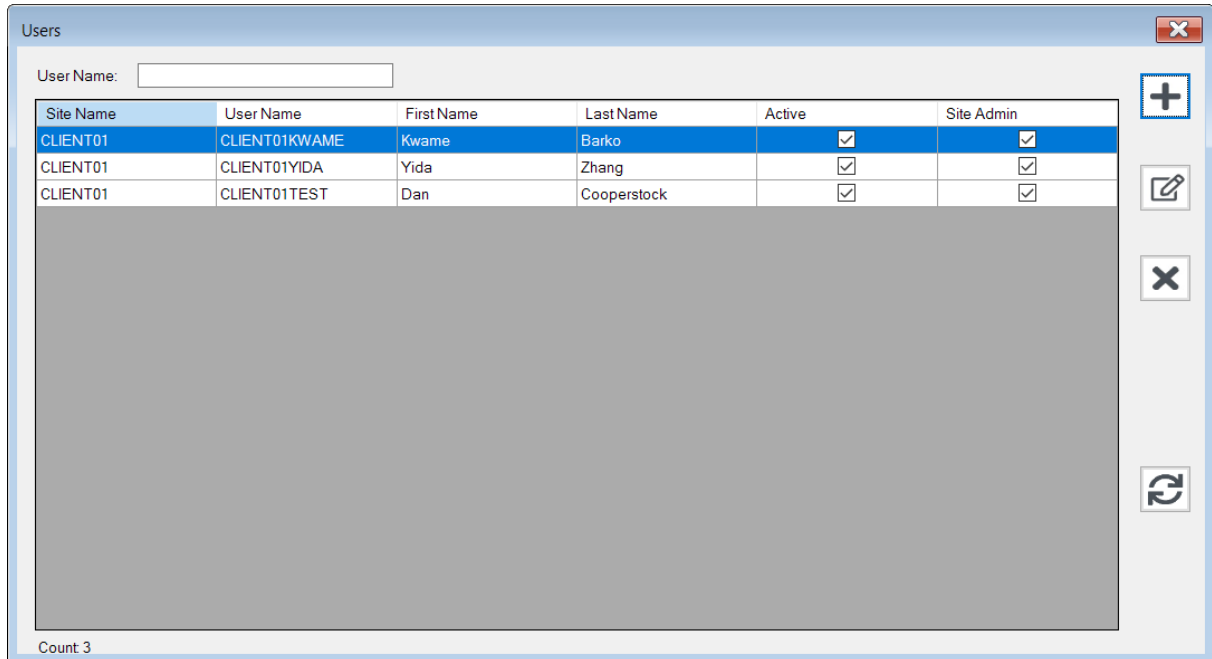 Users
User Name:
Site Name User Name First Name Last Name Active Site Admin
CLIENT01 CLIENT01KWAME Kwame Barko
CLIENT01 CLIENT01YIDA Yida Zhang
CLIENT01 CLIENT01TEST Dan Cooperstock
Count: 3